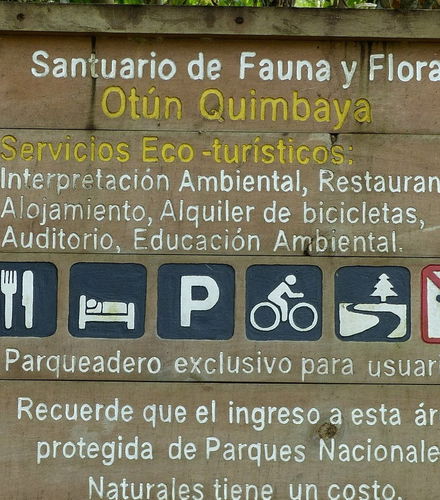 Santuario de Fauna y Flora
Otún Quimbaya
Servicios Eco-turísticos:
Interpretación Ambiental, Restauran
Alojamiento, Alquiler de bicicletas,
Auditorio, Educación Ambiental.
P
Parqueadero exclusivo para usuar
Recuerde que el ingreso a esta ár
protegida de Parques Nacionale
Naturales tiene un costo.